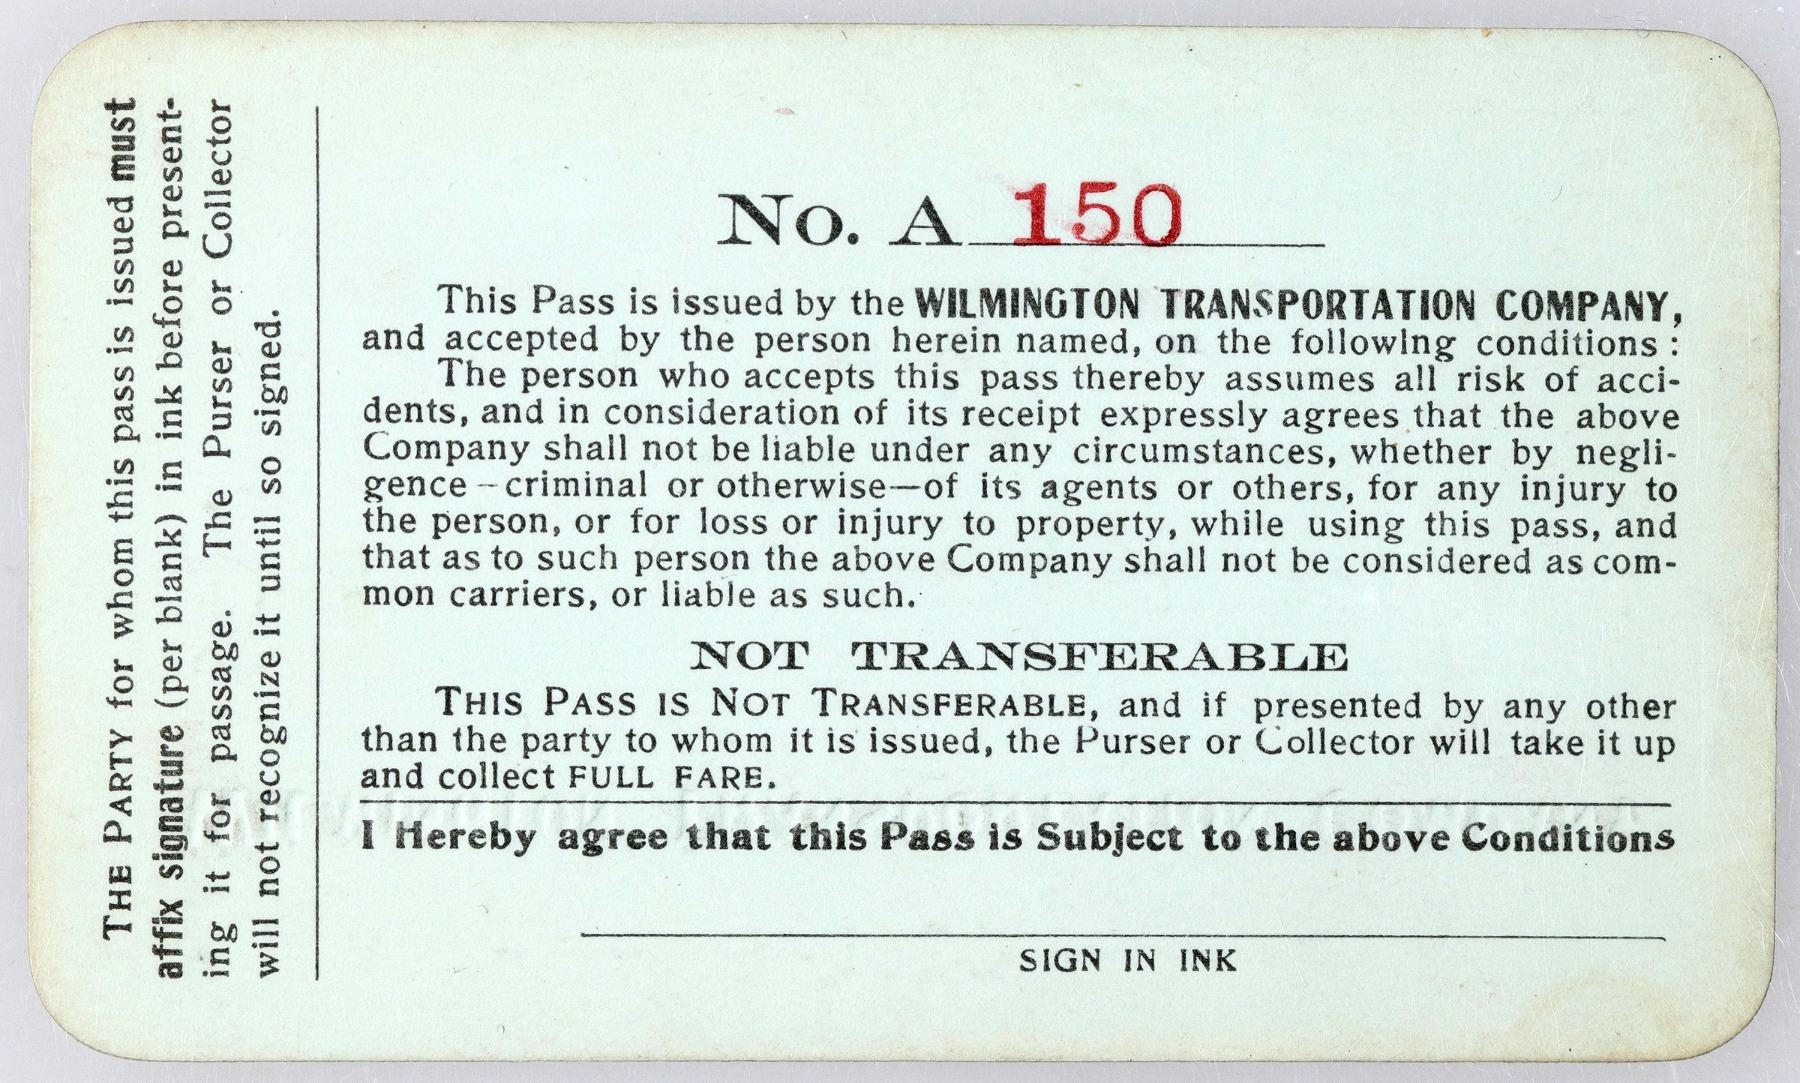 THE PARTY for whom this pass is issued must
affix signature (per blank) in ink before present-
ing it for passage. The Purser or Collector
will not recognize it until so signed.
No. A 150
This Pass is issued by the WILMINGTON TRANSPORTATION COMPANY,
and accepted by the person herein named, on the following conditions :
The person who accepts this pass thereby assumes all risk of acci-
dents, and in consideration of its receipt expressly agrees that the above
Company shall not be liable under any circumstances, whether by negli-
gence—criminal or otherwise—of its agents or others, for any injury to
the person, or for loss or injury to property, while using this pass, and
that as to such person the above Company shall not be considered as com-
mon carriers, or liable as such.
NOT TRANSFERABLE
THIS PASS IS NOT TRANSFERABLE, and if presented by any other
than the party to whom it is issued, the Purser or Collector will take it up
and collect FULL FARE.
I Hereby agree that this Pass is Subject to the above Conditions
SIGN IN INK